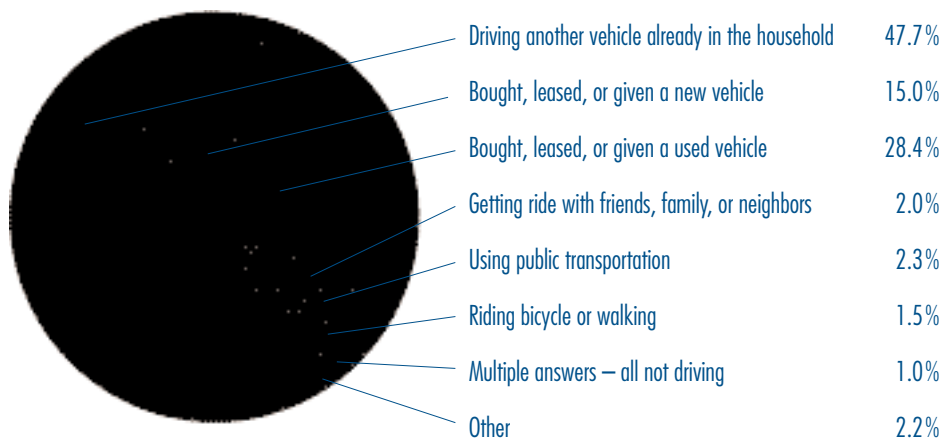 Driving another vehicle already in the household 47.7%
Bought, leased, or given a new vehicle 15.0%
Bought, leased, or given a used vehicle 28.4%
Getting ride with friends, family, or neighbors 2.0%
Using public transportation 2.3%
Riding bicycle or walking 1.5%
Multiple answers – all not driving 1.0%
Other 2.2%